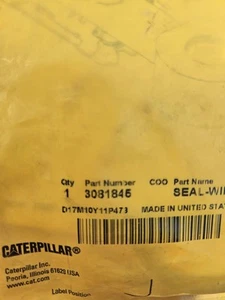 Qty Part Number COO Part Name
1 3081845 SEAL-WI
D17M10Y11P473 MADE IN UNITED STA
CATERPILLAR®
Caterpillar Inc.
Peoria, Illinois 61629 USA
www.cat.com
Label Position